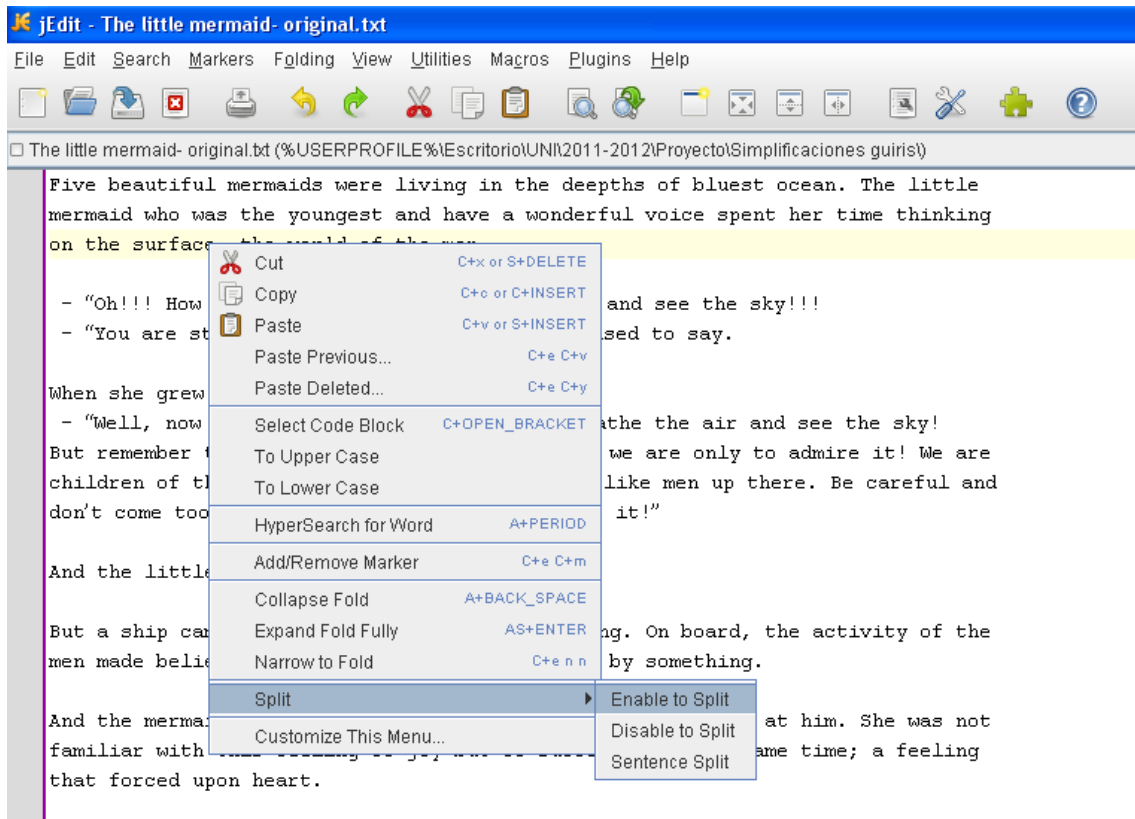 jEdit - The little mermaid- original.txt
File Edit Search Markers Folding View Utilities Macros Plugins Help
The little mermaid- original.txt (%USERPROFILE%\Escritorio\UNI\2011-2012\Proyecto\Simplificaciones guiris\)
Five beautiful mermaids were living in the deepths of bluest ocean. The little
mermaid who was the youngest and have a wonderful voice spent her time thinking
on the surface, the world of the men.
Cut C+x or S+DELETE
- “Oh!!! How
Copy C+c or C+INSERT
and see the sky!!!
- “You are
Paste C+v or S+INSERT
to say.
Paste Previous... C+e C+v
When she grew
Paste Deleted... C+e C+y
- “Well, now
Select Code Block C+OPEN_BRACKET
the air and see the sky!
But remember
To Upper Case
we are only to admire it! We are
children of
To Lower Case
like men up there. Be careful and
don't come too
HyperSearch for Word A+PERIOD
it!”
And the
Add/Remove Marker C+e C+m
Collapse Fold A+BACK_SPACE
But a ship
Expand Fold Fully AS+ENTER
On board, the activity of the
men made
Narrow to Fold C+e n n
by something.
Split
Enable to Split
And the
Customize This Menu...
Disable to Split
at him. She was not
familiar with
Sentence Split
time; a feeling
that forced upon heart.